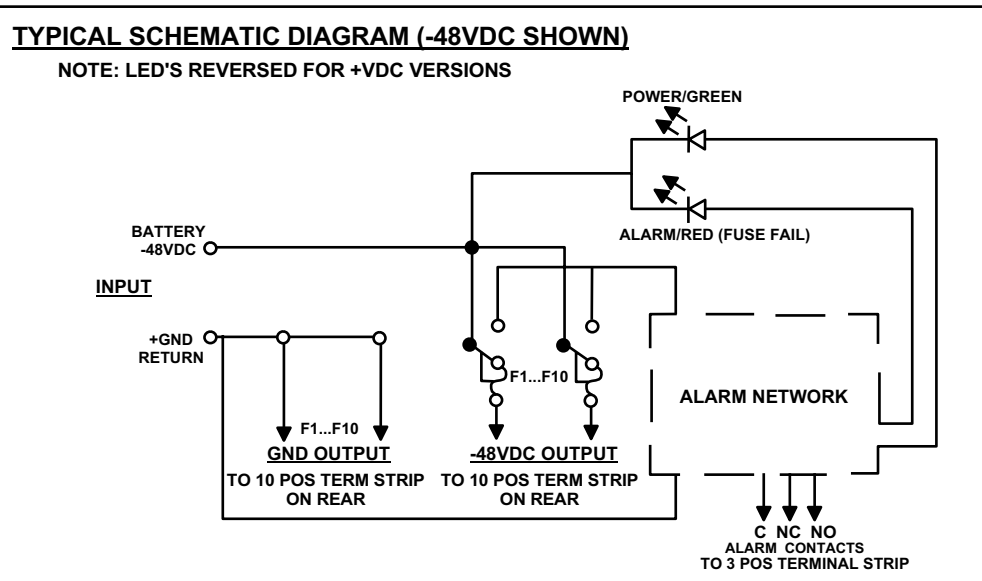 TYPICAL SCHEMATIC DIAGRAM (-48VDC SHOWN)
NOTE: LED'S REVERSED FOR +VDC VERSIONS
POWER/GREEN
ALARM/RED (FUSE FAIL)
BATTERY
-48VDC
INPUT
+GND
RETURN
F1...F10
GND OUTPUT
TO 10 POS TERM STRIP
ON REAR
F1...F10
-48VDC OUTPUT
TO 10 POS TERM STRIP
ON REAR
ALARM NETWORK
C NC NO
ALARM CONTACTS
TO 3 POS TERMINAL STRIP